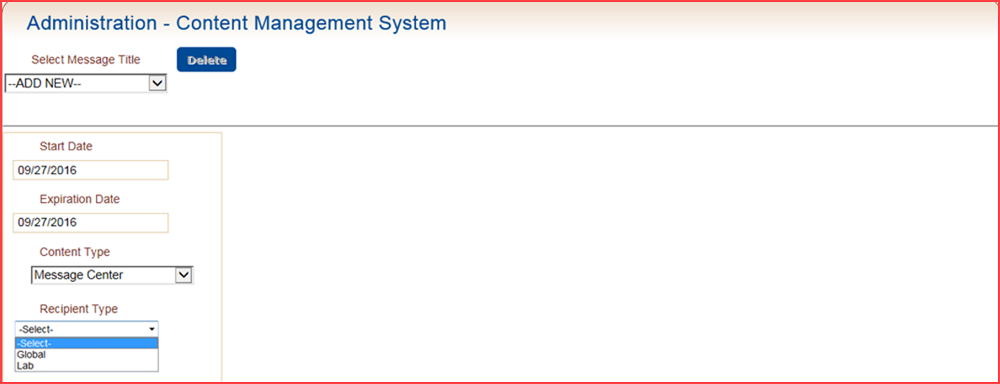 Administration - Content Management System
Select Message Title
Delete
--ADD NEW--
Start Date
09/27/2016
Expiration Date
09/27/2016
Content Type
Message Center
Recipient Type
-Select-
-Select-
Global
Lab